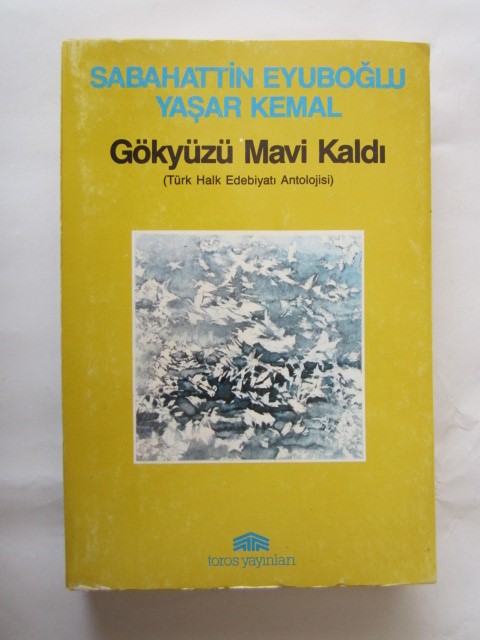 SABAHATTİN EYUBOĞLU
YAŞAR KEMAL
Gökyüzü Mavi Kaldı
(Türk Halk Edebiyatı Antolojisi)
toros yayınları